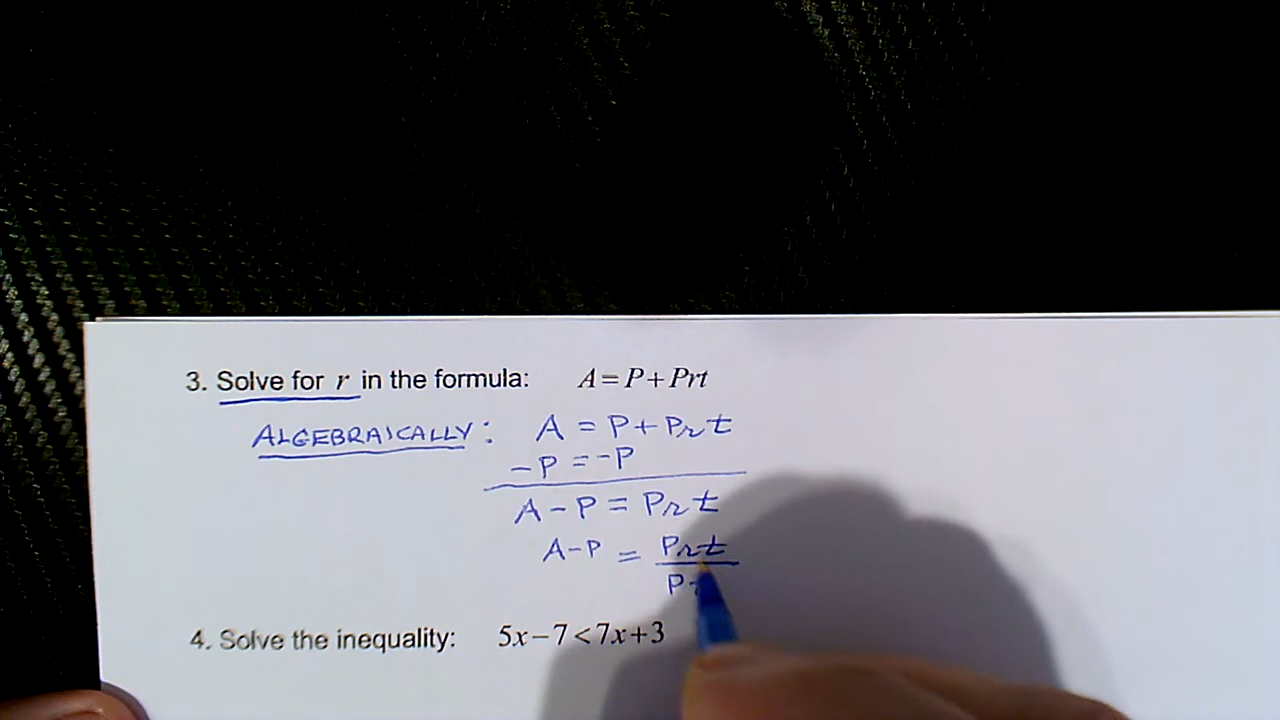 3. Solve for r in the formula: A=P+Prt
ALGEBRAICALLY: A = P+Prt
-P = -P
A-P = Prt
A-P = Prt
P
4. Solve the inequality: 5x-7<7x+3